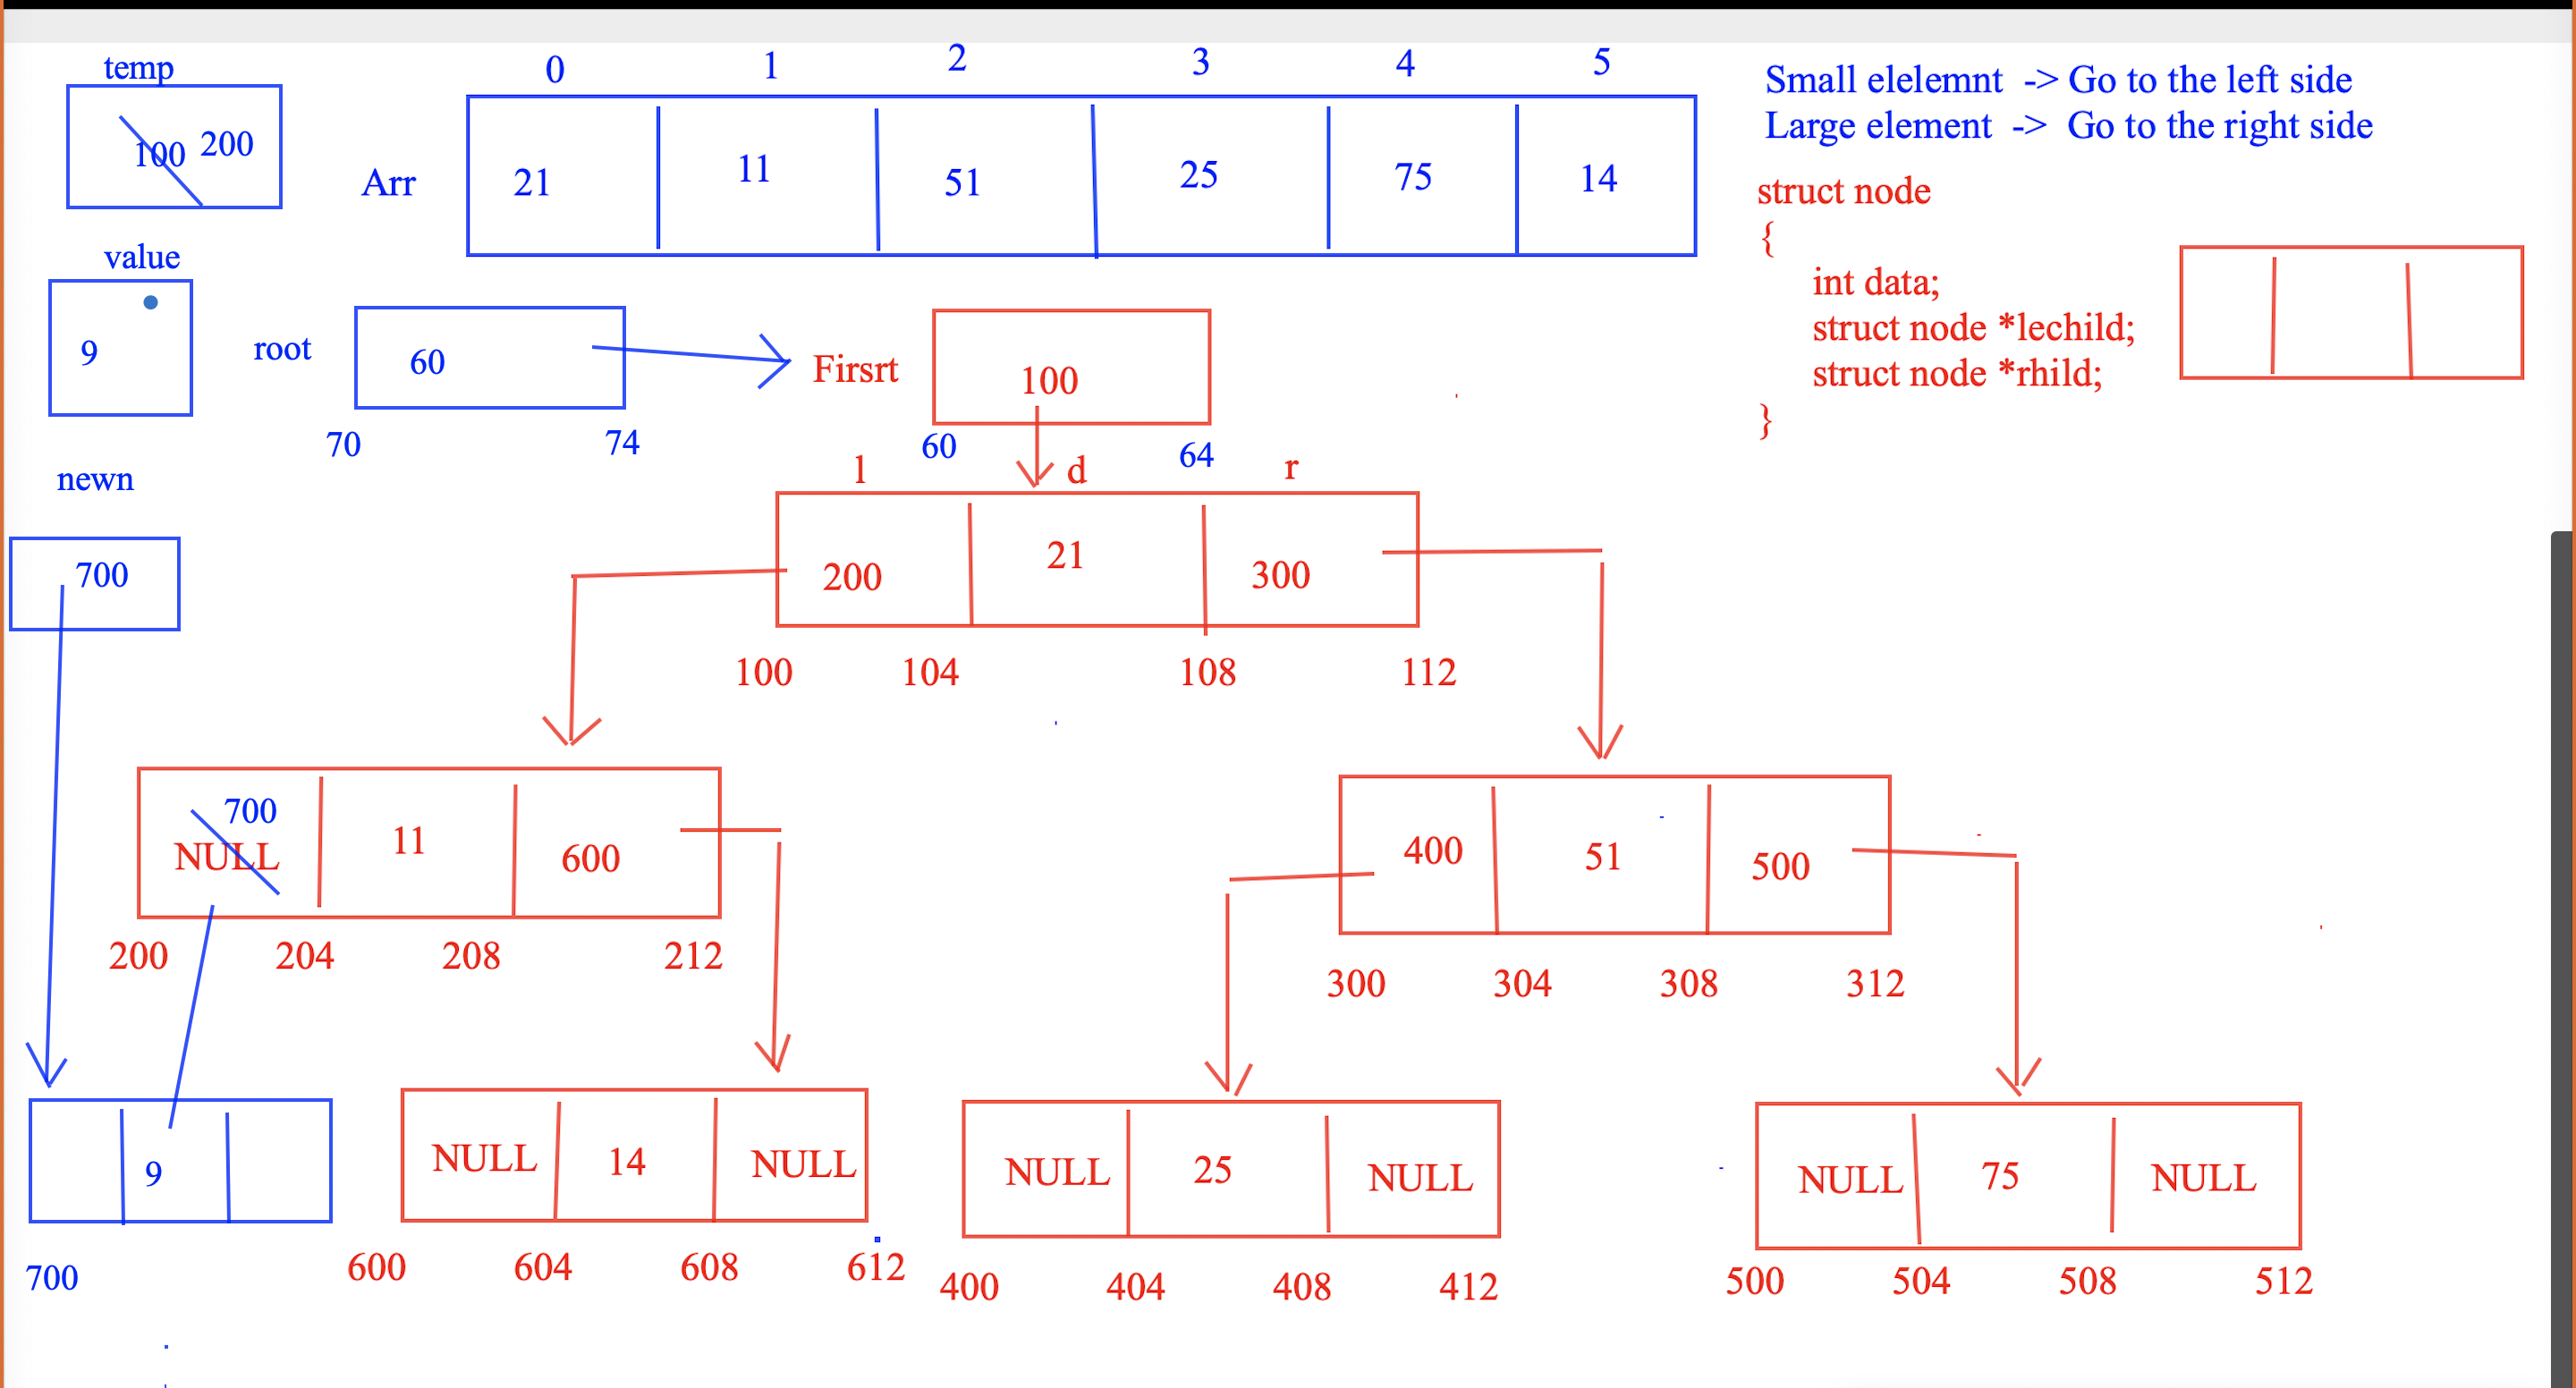 temp
100 200
0 1 2 3 4 5
Arr 21 11 51 25 75 14
Small elelemnt -> Go to the left side
Large element -> Go to the right side
struct node
{
int data;
struct node *lechild;
struct node *rhild;
}
value
9
root 60
70 74
Firsrt 100
60 64
newn
700
l d r
200 21 300
100 104 108 112
700
NULL 11 600
200 204 208 212
400 51 500
300 304 308 312
9
700
NULL 14 NULL
600 604 608 612
NULL 25 NULL
400 404 408 412
NULL 75 NULL
500 504 508 512